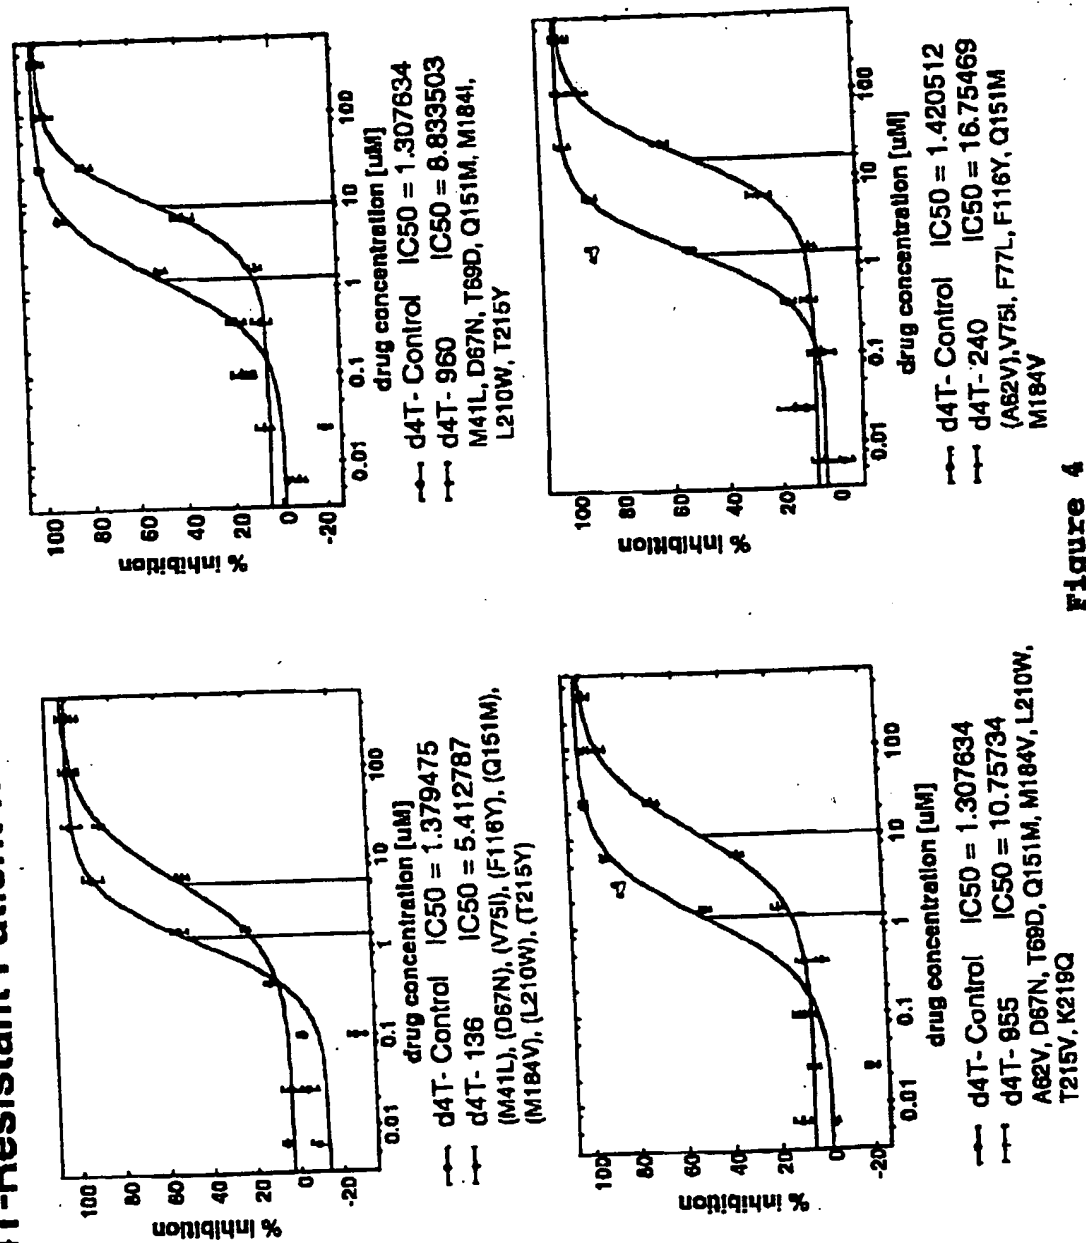 T-Resistant
100
80
60
40
20
0
-20
% inhibition
0.01
0.1
1
10
100
drug concentration [uM]
d4T- Control IC50 = 1.379475
d4T- 136 IC50 = 5.412787
(M41L), (D67N), (V75I), (F116Y), (Q151M),
(M184V), (L210W), (T215Y)
100
80
60
40
20
0
-20
% inhibition
0.01
0.1
1
10
100
drug concentration [uM]
d4T- Control IC50 = 1.307634
d4T- 960 IC50 = 8.833503
M41L, D67N, T69D, Q151M, M184I,
L210W, T215Y
100
80
60
40
20
0
-20
% inhibition
0.01
0.1
1
10
100
drug concentration [uM]
d4T- Control IC50 = 1.307634
d4T- 955 IC50 = 10.75734
A62V, D67N, T69D, Q151M, M184V, L210W,
T215V, K219Q
100
80
60
40
20
0
% inhibition
0.01
0.1
1
10
100
drug concentration [uM]
d4T- Control IC50 = 1.420512
d4T- 240 IC50 = 16.75469
(A62V),V75I, F77L, F116Y, Q151M
M184V
Figure 4